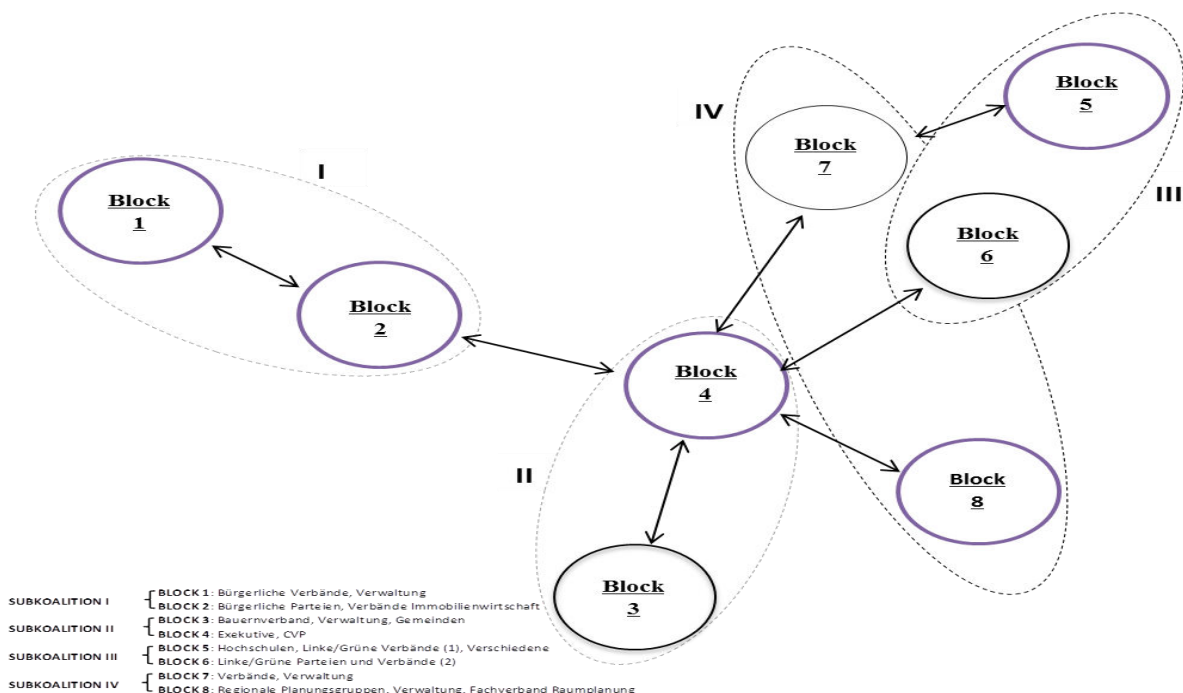 Block
5
IV
Block
7
I
Block
1
III
Block
6
Block
2
Block
4
II
Block
8
Block
3
SUBKOALITION I
BLOCK 1: Bürgerliche Verbände, Verwaltung
BLOCK 2: Bürgerliche Parteien, Verbände Immobilienwirtschaft
SUBKOALITION II
BLOCK 3: Bauernverband, Verwaltung, Gemeinden
BLOCK 4: Exekutive, CVP
SUBKOALITION III
BLOCK 5: Hochschulen, Linke/Grüne Verbände (1), Verschiedene
BLOCK 6: Linke/Grüne Parteien und Verbände (2)
SUBKOALITION IV
BLOCK 7: Verbände, Verwaltung
BLOCK 8: Regionale Planungsgruppen, Verwaltung, Fachverband Raumplanung